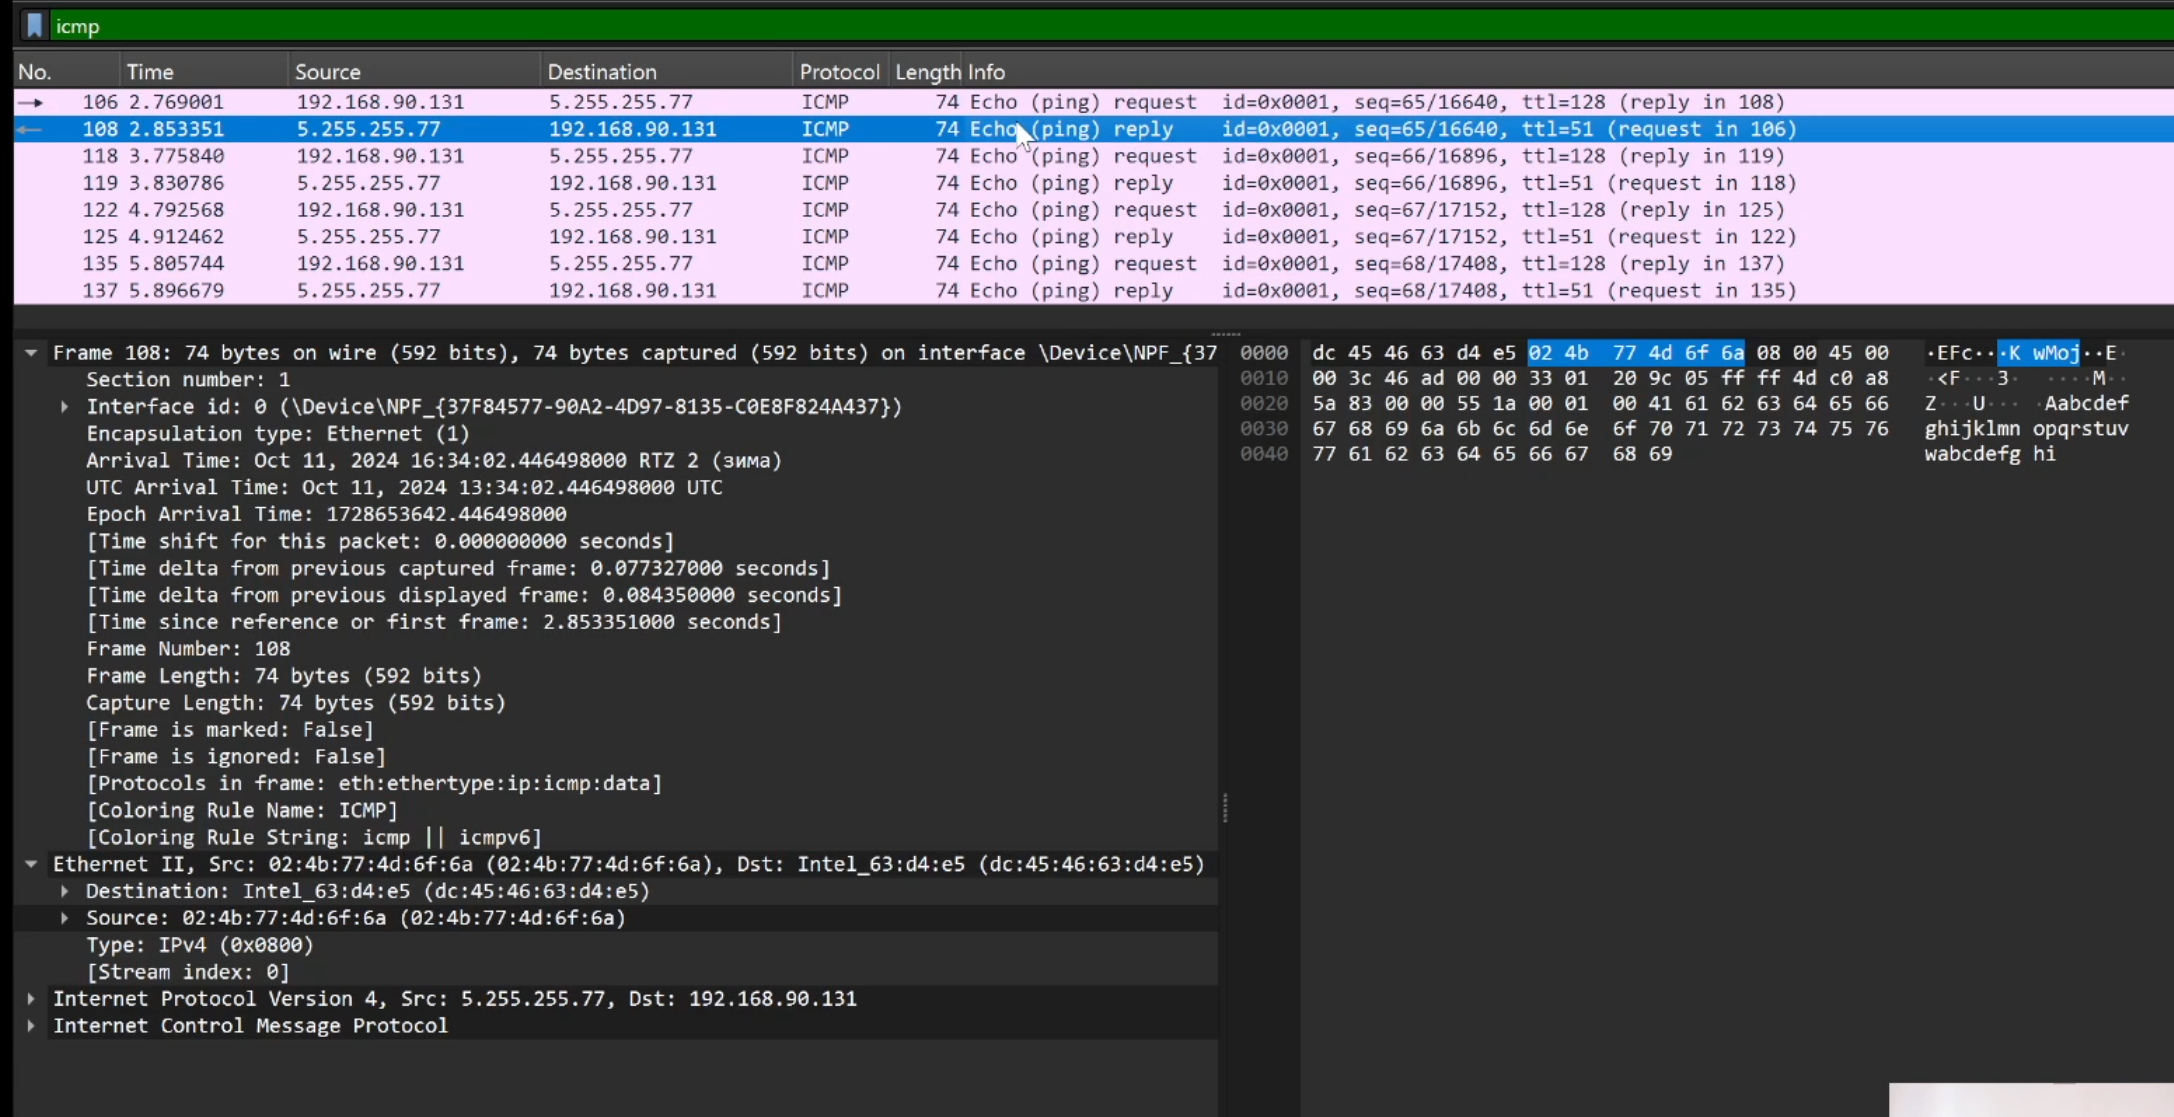 icmp
No. Time Source Destination Protocol Length Info
106 2.769001 192.168.90.131 5.255.255.77 ICMP 74 Echo (ping) request id=0x0001, seq=65/16640, ttl=128 (reply in 108)
108 2.853351 5.255.255.77 192.168.90.131 ICMP 74 Echo (ping) reply id=0x0001, seq=65/16640, ttl=51 (request in 106)
118 3.775840 192.168.90.131 5.255.255.77 ICMP 74 Echo (ping) request id=0x0001, seq=66/16896, ttl=128 (reply in 119)
119 3.830786 5.255.255.77 192.168.90.131 ICMP 74 Echo (ping) reply id=0x0001, seq=66/16896, ttl=51 (request in 118)
122 4.792568 192.168.90.131 5.255.255.77 ICMP 74 Echo (ping) request id=0x0001, seq=67/17152, ttl=128 (reply in 125)
125 4.912462 5.255.255.77 192.168.90.131 ICMP 74 Echo (ping) reply id=0x0001, seq=67/17152, ttl=51 (request in 122)
135 5.805744 192.168.90.131 5.255.255.77 ICMP 74 Echo (ping) request id=0x0001, seq=68/17408, ttl=128 (reply in 137)
137 5.896679 5.255.255.77 192.168.90.131 ICMP 74 Echo (ping) reply id=0x0001, seq=68/17408, ttl=51 (request in 135)
Frame 108: 74 bytes on wire (592 bits), 74 bytes captured (592 bits) on interface \Device\NPF_{37
Section number: 1
Interface id: 0 (\Device\NPF_{37F84577-90A2-4D97-8135-C0E8F824A437})
Encapsulation type: Ethernet (1)
Arrival Time: Oct 11, 2024 16:34:02.446498000 RTZ 2 (зима)
UTC Arrival Time: Oct 11, 2024 13:34:02.446498000 UTC
Epoch Arrival Time: 1728653642.446498000
[Time shift for this packet: 0.000000000 seconds]
[Time delta from previous captured frame: 0.077327000 seconds]
[Time delta from previous displayed frame: 0.084350000 seconds]
[Time since reference or first frame: 2.853351000 seconds]
Frame Number: 108
Frame Length: 74 bytes (592 bits)
Capture Length: 74 bytes (592 bits)
[Frame is marked: False]
[Frame is ignored: False]
[Protocols in frame: eth:ethertype:ip:icmp:data]
[Coloring Rule Name: ICMP]
[Coloring Rule String: icmp || icmpv6]
Ethernet II, Src: 02:4b:77:4d:6f:6a (02:4b:77:4d:6f:6a), Dst: Intel_63:d4:e5 (dc:45:46:63:d4:e5)
Destination: Intel_63:d4:e5 (dc:45:46:63:d4:e5)
Source: 02:4b:77:4d:6f:6a (02:4b:77:4d:6f:6a)
Type: IPv4 (0x0800)
[Stream index: 0]
Internet Protocol Version 4, Src: 5.255.255.77, Dst: 192.168.90.131
Internet Control Message Protocol
0000 dc 45 46 63 d4 e5 02 4b 77 4d 6f 6a 08 00 45 00 ·EFc···K wMoj··E·
0010 00 3c 46 ad 00 00 33 01 20 9c 05 ff ff 4d c0 a8 ·<F···3· ····M··
0020 5a 83 00 00 55 1a 00 01 00 41 61 62 63 64 65 66 Z···U··· ·Aabcdef
0030 67 68 69 6a 6b 6c 6d 6e 6f 70 71 72 73 74 75 76 ghijklmn opqrstuv
0040 77 61 62 63 64 65 66 67 68 69 wabcdefg hi